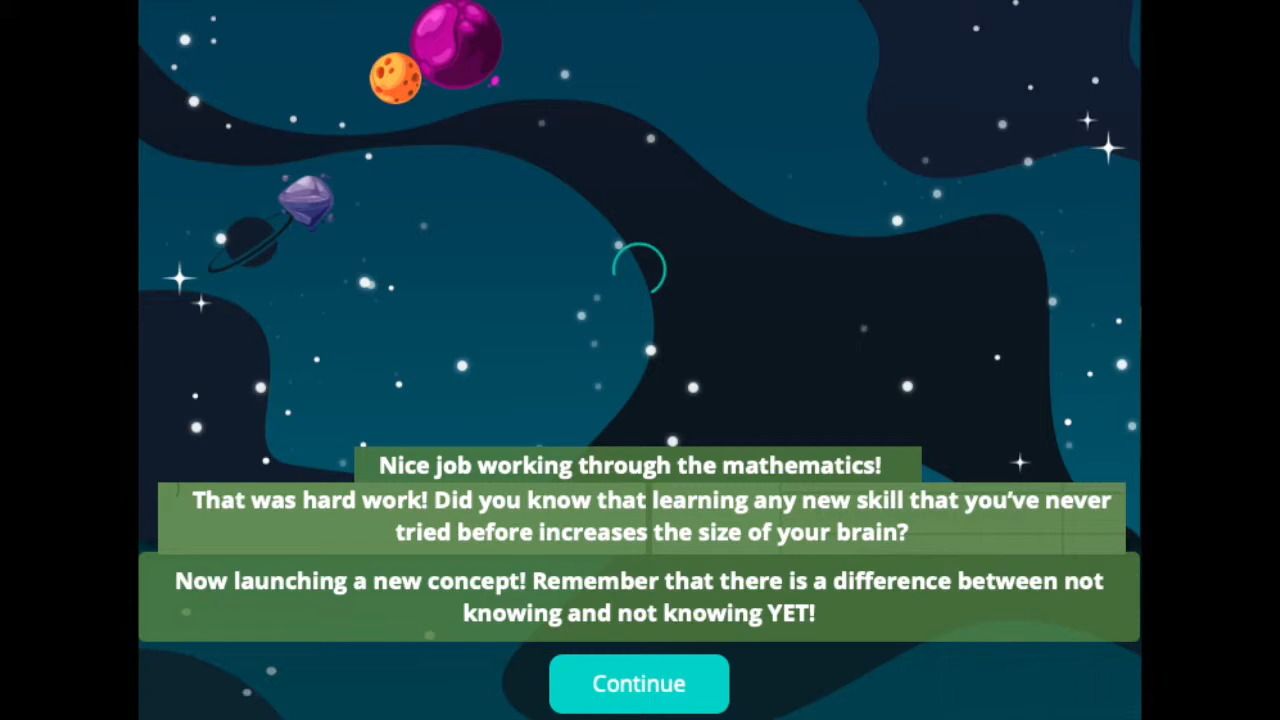 Nice job working through the mathematics!
That was hard work! Did you know that learning any new skill that you’ve never
tried before increases the size of your brain?
Now launching a new concept! Remember that there is a difference between not
knowing and not knowing YET!
Continue